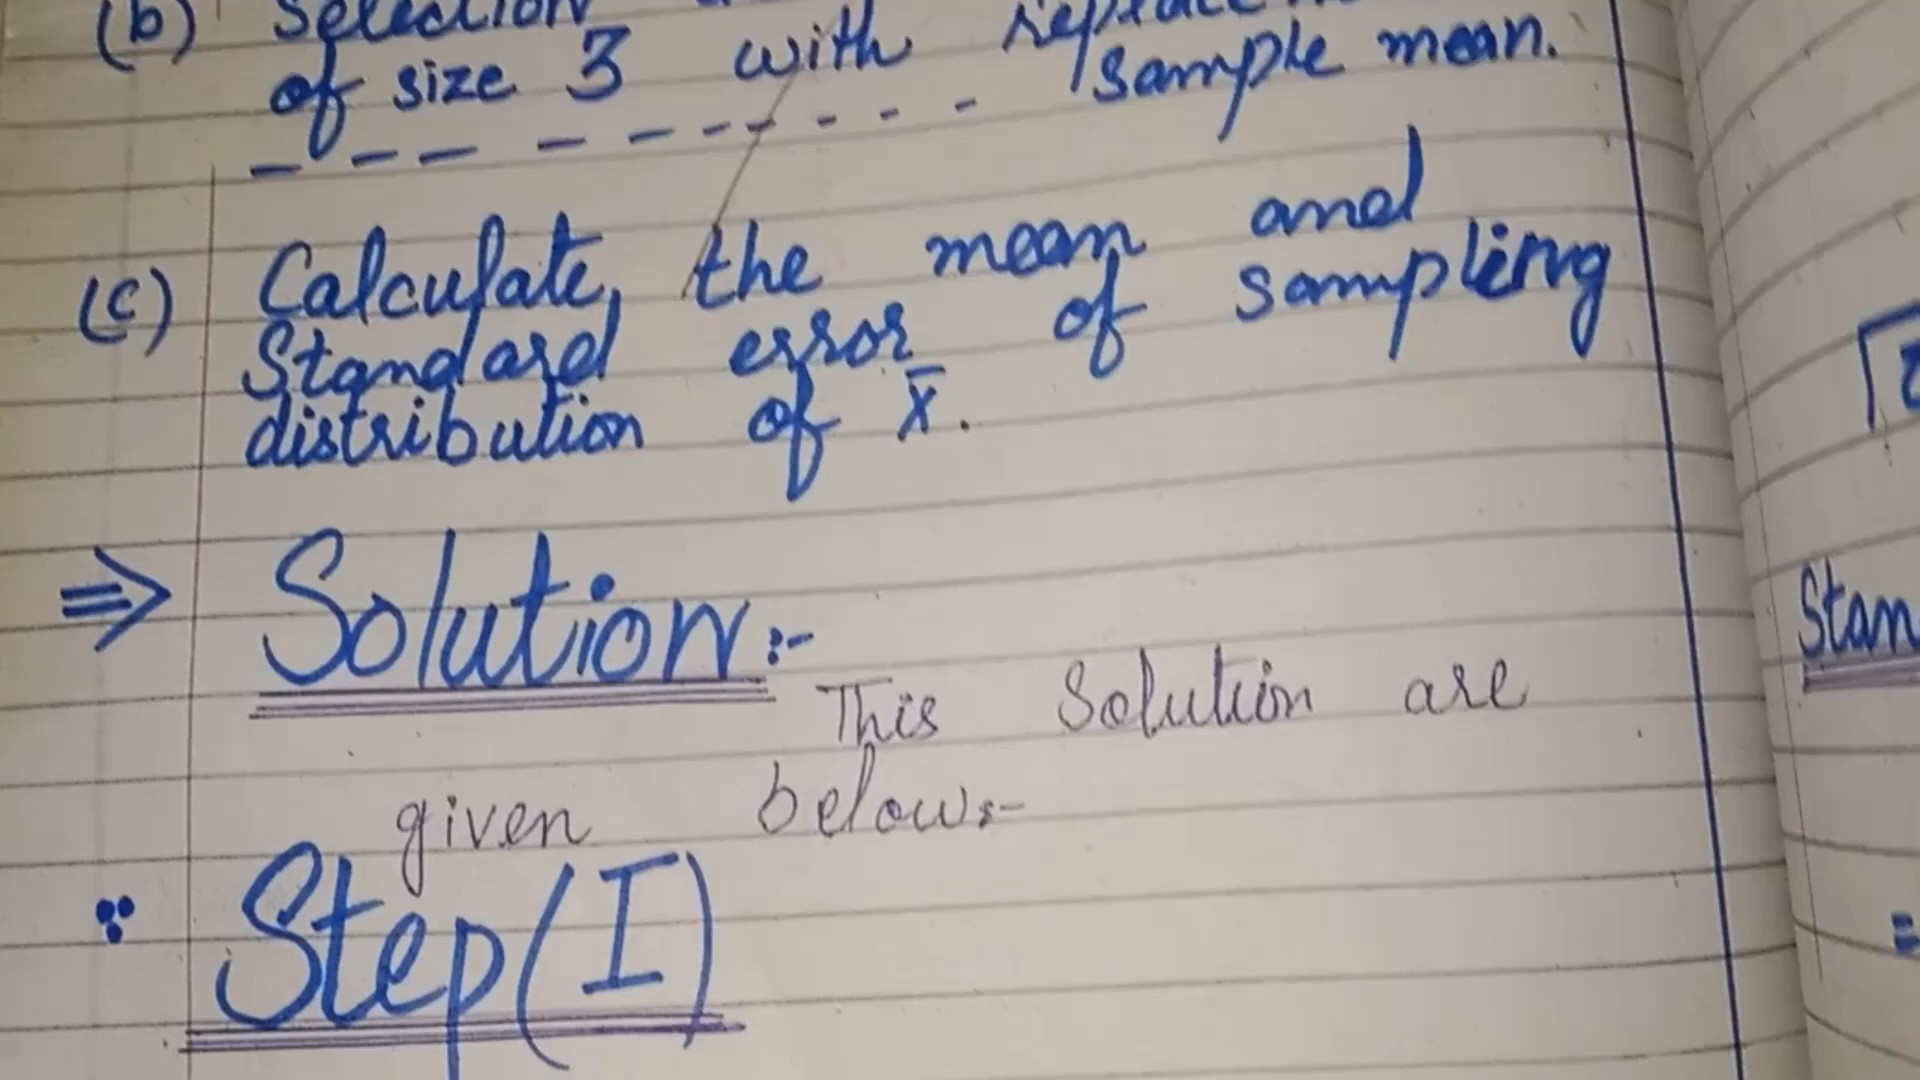 (b) Selection
of size 3 with
sample mean.
(c) Calculate, the mean and
Standard error of sampling
distribution of x̄.
⇒ Solution:-
This Solution are
given below:-
Step(I)
Stan
=